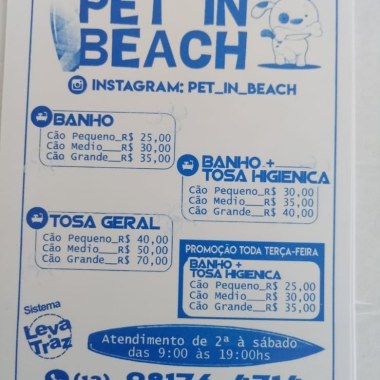 PET IN
BEACH
INSTAGRAM: PET_IN_BEACH
BANHO
Cão Pequeno_R$ 25,00
Cão Medio___R$ 30,00
Cão Grande__R$ 35,00
BANHO +
TOSA HIGIENICA
Cão Pequeno_R$ 30,00
Cão Medio___R$ 35,00
Cão Grande__R$ 40,00
TOSA GERAL
Cão Pequeno_R$ 40,00
Cão Medio___R$ 50,00
Cão Grande__R$ 70,00
PROMOÇÃO TODA TERÇA-FEIRA
BANHO +
TOSA HIGIENICA
Cão Pequeno_R$ 25,00
Cão Medio___R$ 30,00
Cão Grande__R$ 35,00
Sistema
Leva
Traz
Atendimento de 2ª à sábado
das 9:00 às 19:00hs